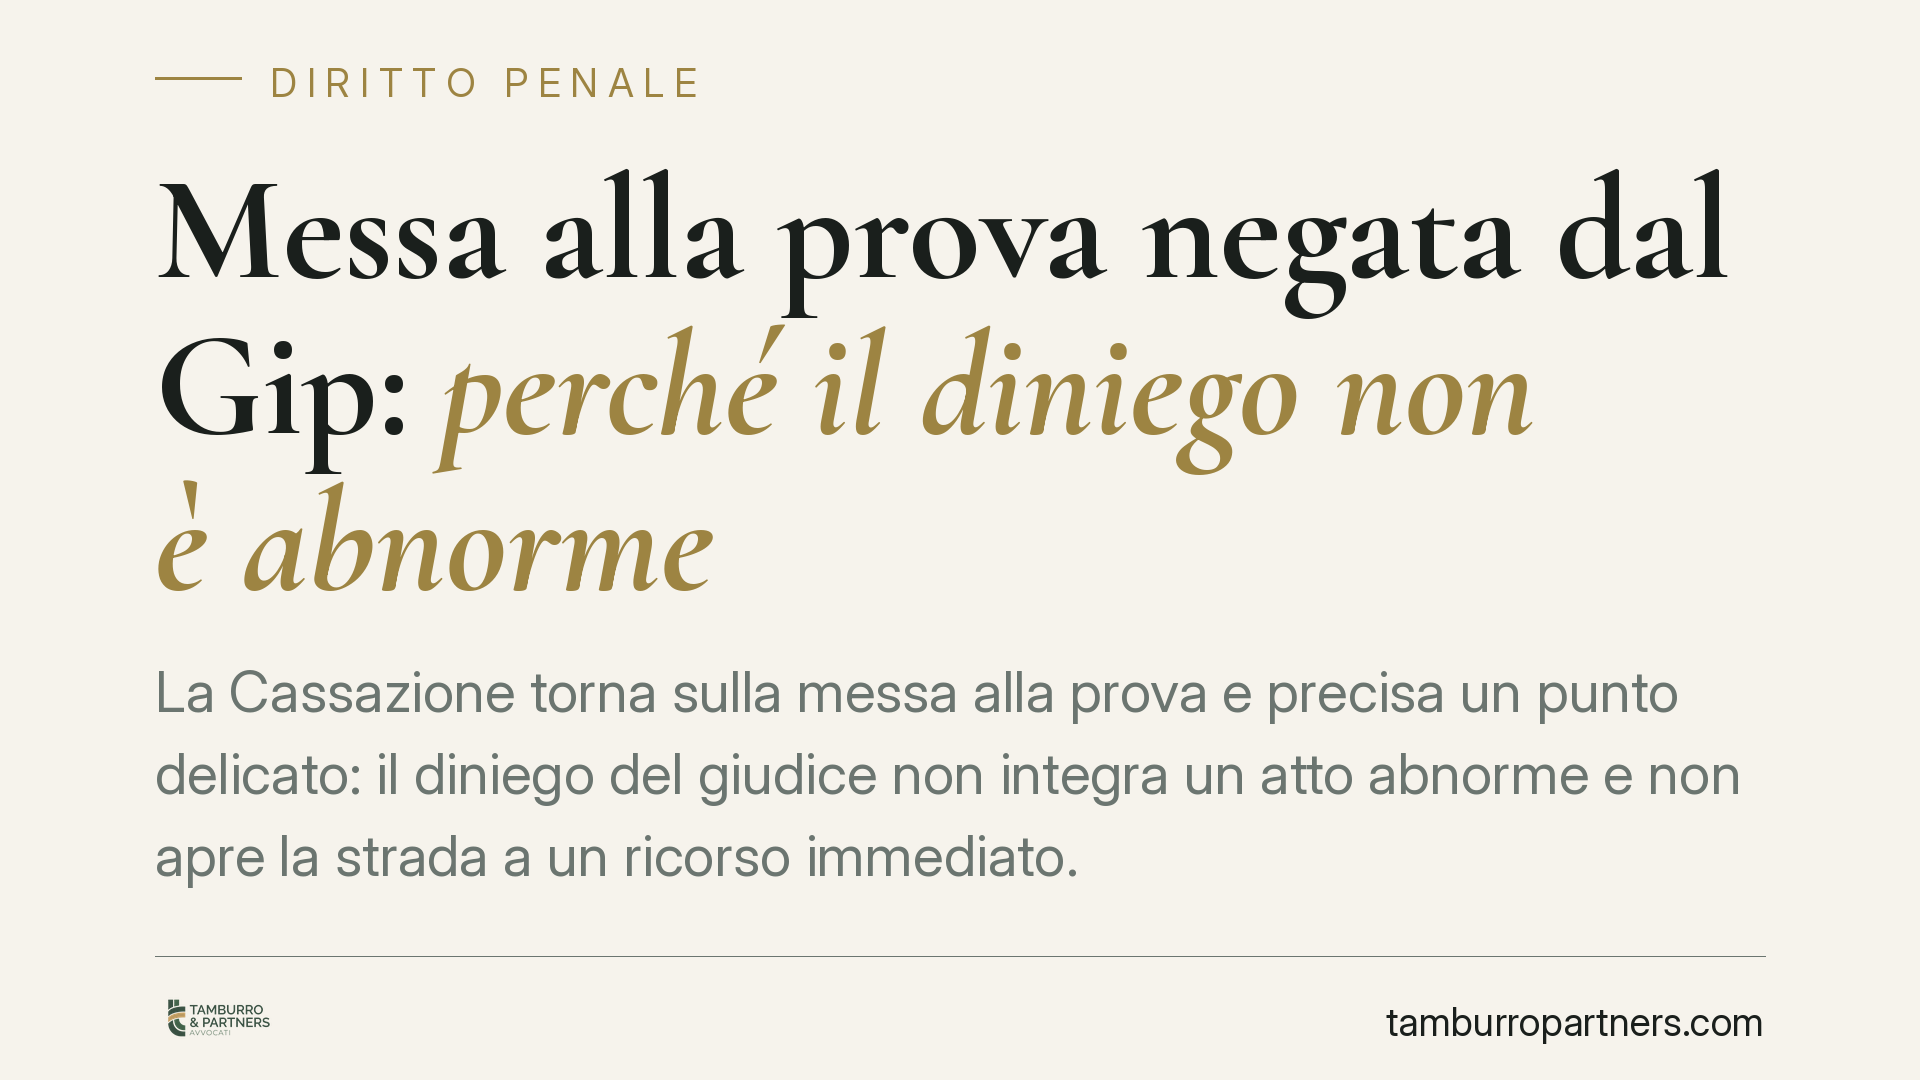 DIRITTO PENALE
Messa alla prova negata dal
Gip: perché il diniego non
è abnorme
La Cassazione torna sulla messa alla prova e precisa un punto
delicato: il diniego del giudice non integra un atto abnorme e non
apre la strada a un ricorso immediato.
TAMBURRO
& PARTNERS
AVVOCATI
tamburropartners.com